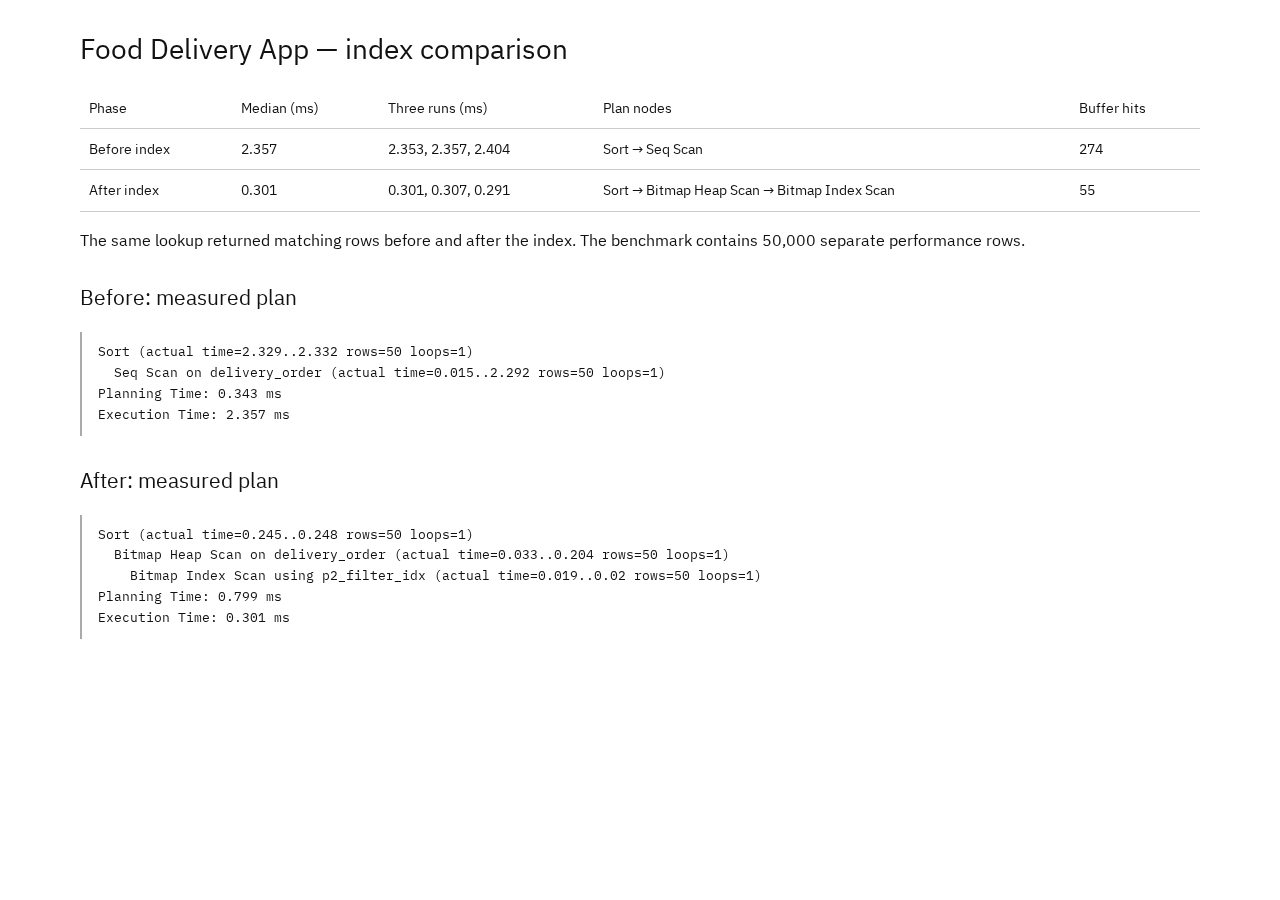 Food Delivery App — index comparison
Phase Median (ms) Three runs (ms) Plan nodes Buffer hits
Before index 2.357 2.353, 2.357, 2.404 Sort → Seq Scan 274
After index 0.301 0.301, 0.307, 0.291 Sort → Bitmap Heap Scan → Bitmap Index Scan 55
The same lookup returned matching rows before and after the index. The benchmark contains 50,000 separate performance rows.
Before: measured plan
Sort (actual time=2.329..2.332 rows=50 loops=1)
  Seq Scan on delivery_order (actual time=0.015..2.292 rows=50 loops=1)
Planning Time: 0.343 ms
Execution Time: 2.357 ms
After: measured plan
Sort (actual time=0.245..0.248 rows=50 loops=1)
  Bitmap Heap Scan on delivery_order (actual time=0.033..0.204 rows=50 loops=1)
    Bitmap Index Scan using p2_filter_idx (actual time=0.019..0.02 rows=50 loops=1)
Planning Time: 0.799 ms
Execution Time: 0.301 ms